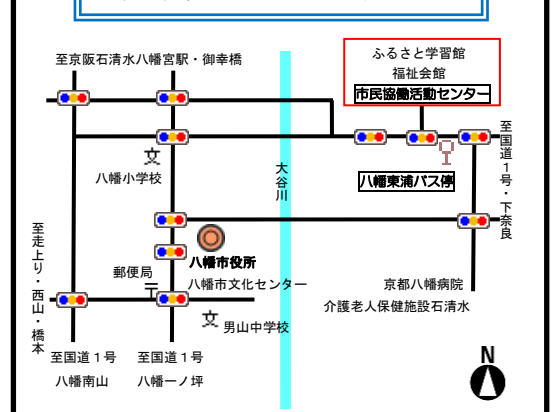 至京阪石清水八幡宮駅・御幸橋
ふるさと学習館
福祉会館
市民協働活動センター
文
八幡小学校
大谷川
八幡東浦バス停
至国道１号・下奈良
至走上り・西山・橋本
八幡市役所
郵便局
〒
八幡市文化センター
文
男山中学校
京都八幡病院
介護老人保健施設石清水
至国道１号
八幡南山
至国道１号
八幡一ノ坪
N